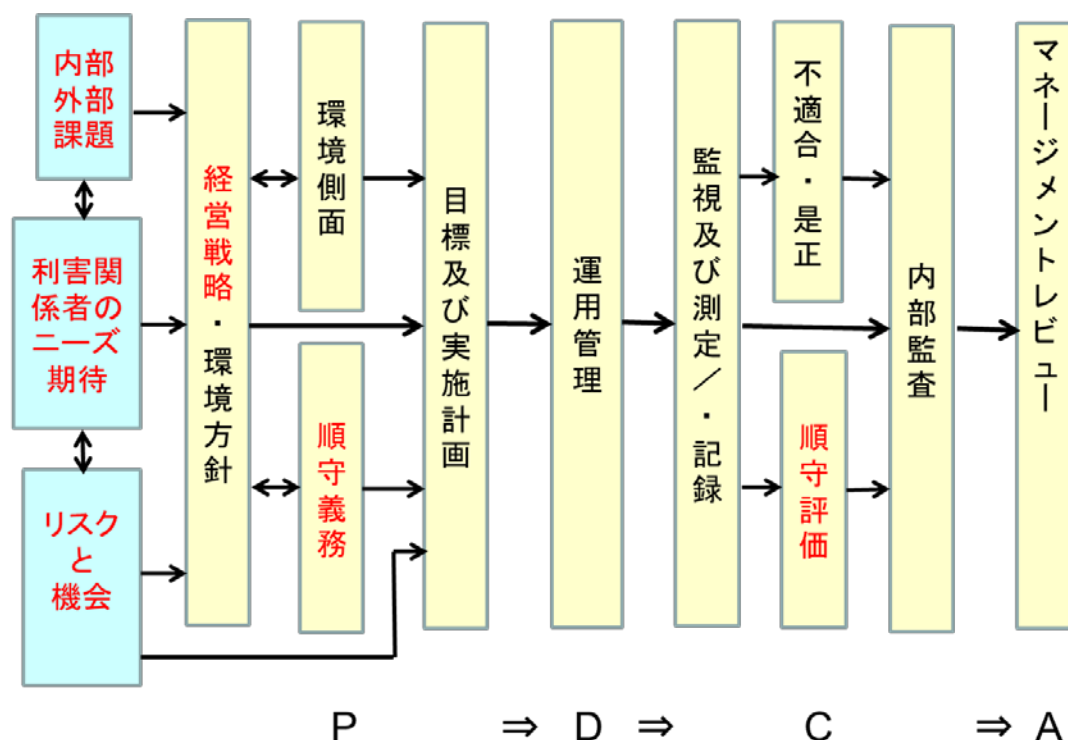 内部
外部
課題
利害関
係者の
ニーズ
期待
リスク
と
機会
経営戦略・環境方針
環境側面
順守義務
目標及び実施計画
運用管理
監視及び測定／・記録
不適合・是正
順守評価
内部監査
マネージメントレビュー
P ⇒ D ⇒ C ⇒ A